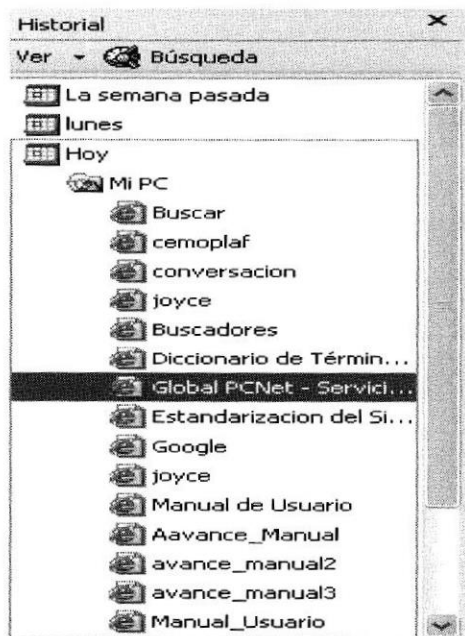 Historial
Ver Búsqueda
La semana pasada
lunes
Hoy
Mi PC
Buscar
cemoplaf
conversacion
joyce
Buscadores
Diccionario de Términ...
Global PCNet - Servici...
Estandarizacion del Si...
Google
joyce
Manual de Usuario
Aavance_Manual
avance_manual2
avance_manual3
Manual_Usuario